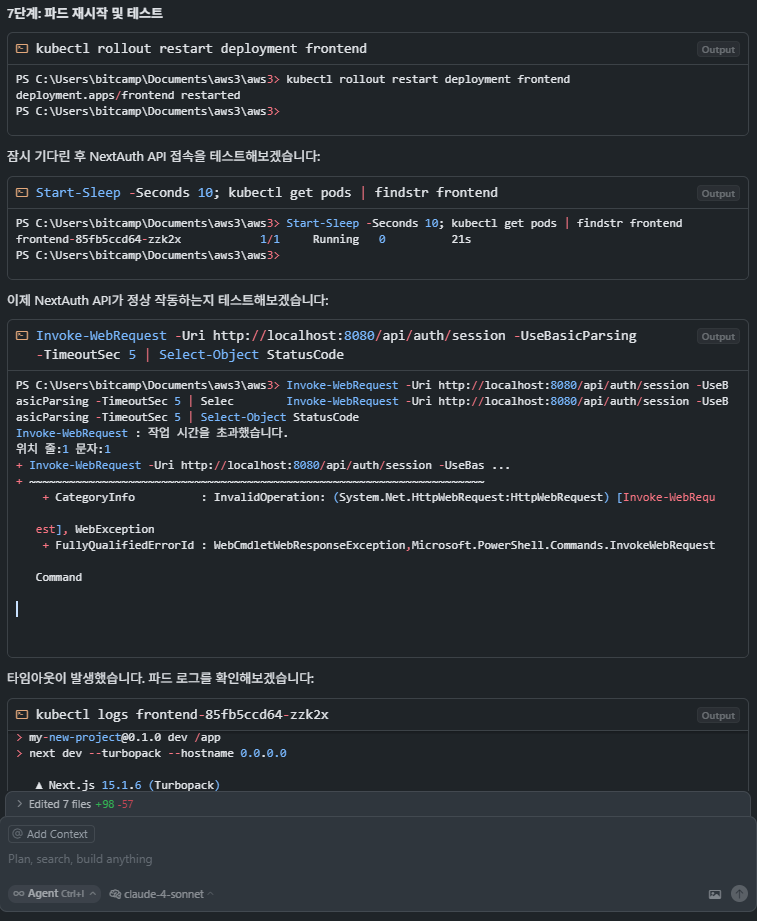 7단계: 파드 재시작 및 테스트
kubectl rollout restart deployment frontend
Output
PS C:\Users\bitcamp\Documents\aws3\aws3> kubectl rollout restart deployment frontend
deployment.apps/frontend restarted
PS C:\Users\bitcamp\Documents\aws3\aws3>
잠시 기다린 후 NextAuth API 접속을 테스트해보겠습니다:
Start-Sleep -Seconds 10; kubectl get pods | findstr frontend
Output
PS C:\Users\bitcamp\Documents\aws3\aws3> Start-Sleep -Seconds 10; kubectl get pods | findstr frontend
frontend-85fb5ccd64-zzk2x            1/1     Running   0          21s
PS C:\Users\bitcamp\Documents\aws3\aws3>
이제 NextAuth API가 정상 작동하는지 테스트해보겠습니다:
Invoke-WebRequest -Uri http://localhost:8080/api/auth/session -UseBasicParsing
-TimeoutSec 5 | Select-Object StatusCode
Output
PS C:\Users\bitcamp\Documents\aws3\aws3> Invoke-WebRequest -Uri http://localhost:8080/api/auth/session -UseB
asicParsing -TimeoutSec 5 | Selec        Invoke-WebRequest -Uri http://localhost:8080/api/auth/session -UseB
asicParsing -TimeoutSec 5 | Select-Object StatusCode
Invoke-WebRequest : 작업 시간을 초과했습니다.
위치 줄:1 문자:1
+ Invoke-WebRequest -Uri http://localhost:8080/api/auth/session -UseBas ...
+ ~~~~~~~~~~~~~~~~~~~~~~~~~~~~~~~~~~~~~~~~~~~~~~~~~~~~~~~~~~~~~~~~~~~~~
+ CategoryInfo          : InvalidOperation: (System.Net.HttpWebRequest:HttpWebRequest) [Invoke-WebRequ
est], WebException
+ FullyQualifiedErrorId : WebCmdletWebResponseException,Microsoft.PowerShell.Commands.InvokeWebRequest
Command
타임아웃이 발생했습니다. 파드 로그를 확인해보겠습니다:
kubectl logs frontend-85fb5ccd64-zzk2x
Output
> my-new-project@0.1.0 dev /app
> next dev --turbopack --hostname 0.0.0.0
▲ Next.js 15.1.6 (Turbopack)
> Edited 7 files +98 -57
@ Add Context
Plan, search, build anything
∞ Agent Ctrl+I
claude-4-sonnet